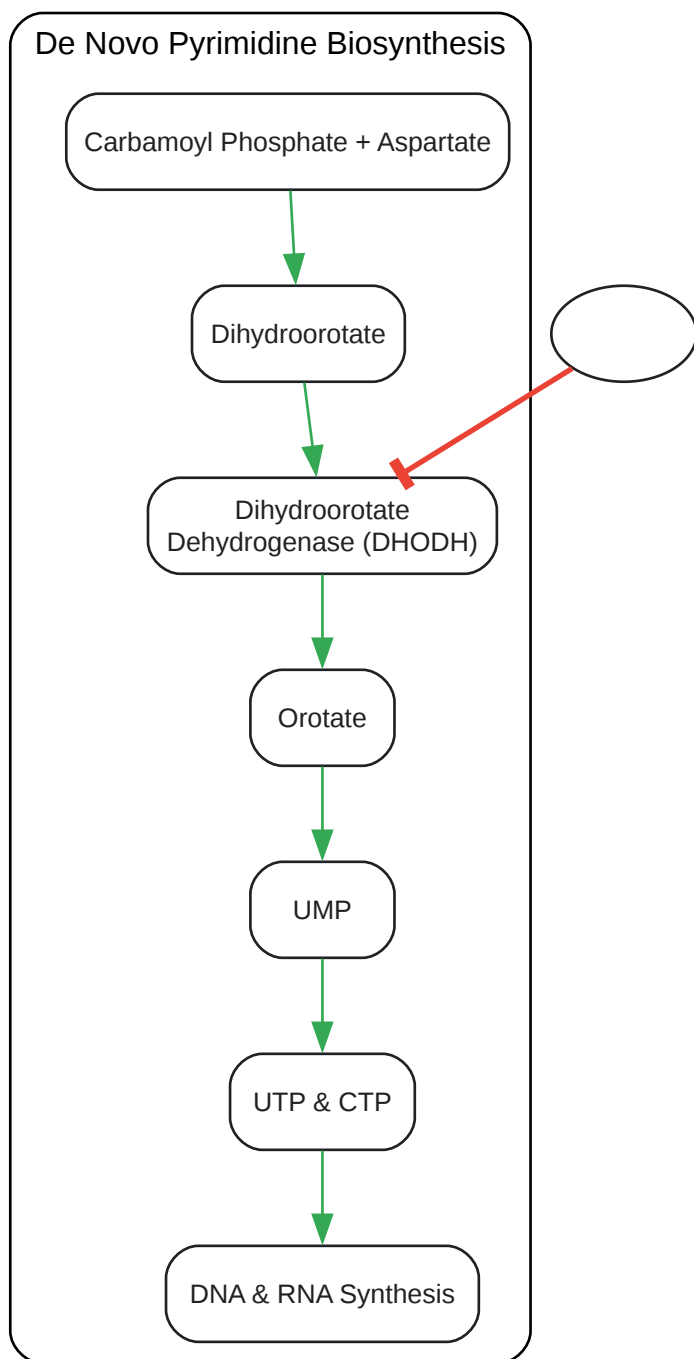 De Novo Pyrimidine Biosynthesis
Carbamoyl Phosphate + Aspartate
Dihydroorotate
Dihydroorotate
Dehydrogenase (DHODH)
Orotate
UMP
UTP & CTP
DNA & RNA Synthesis